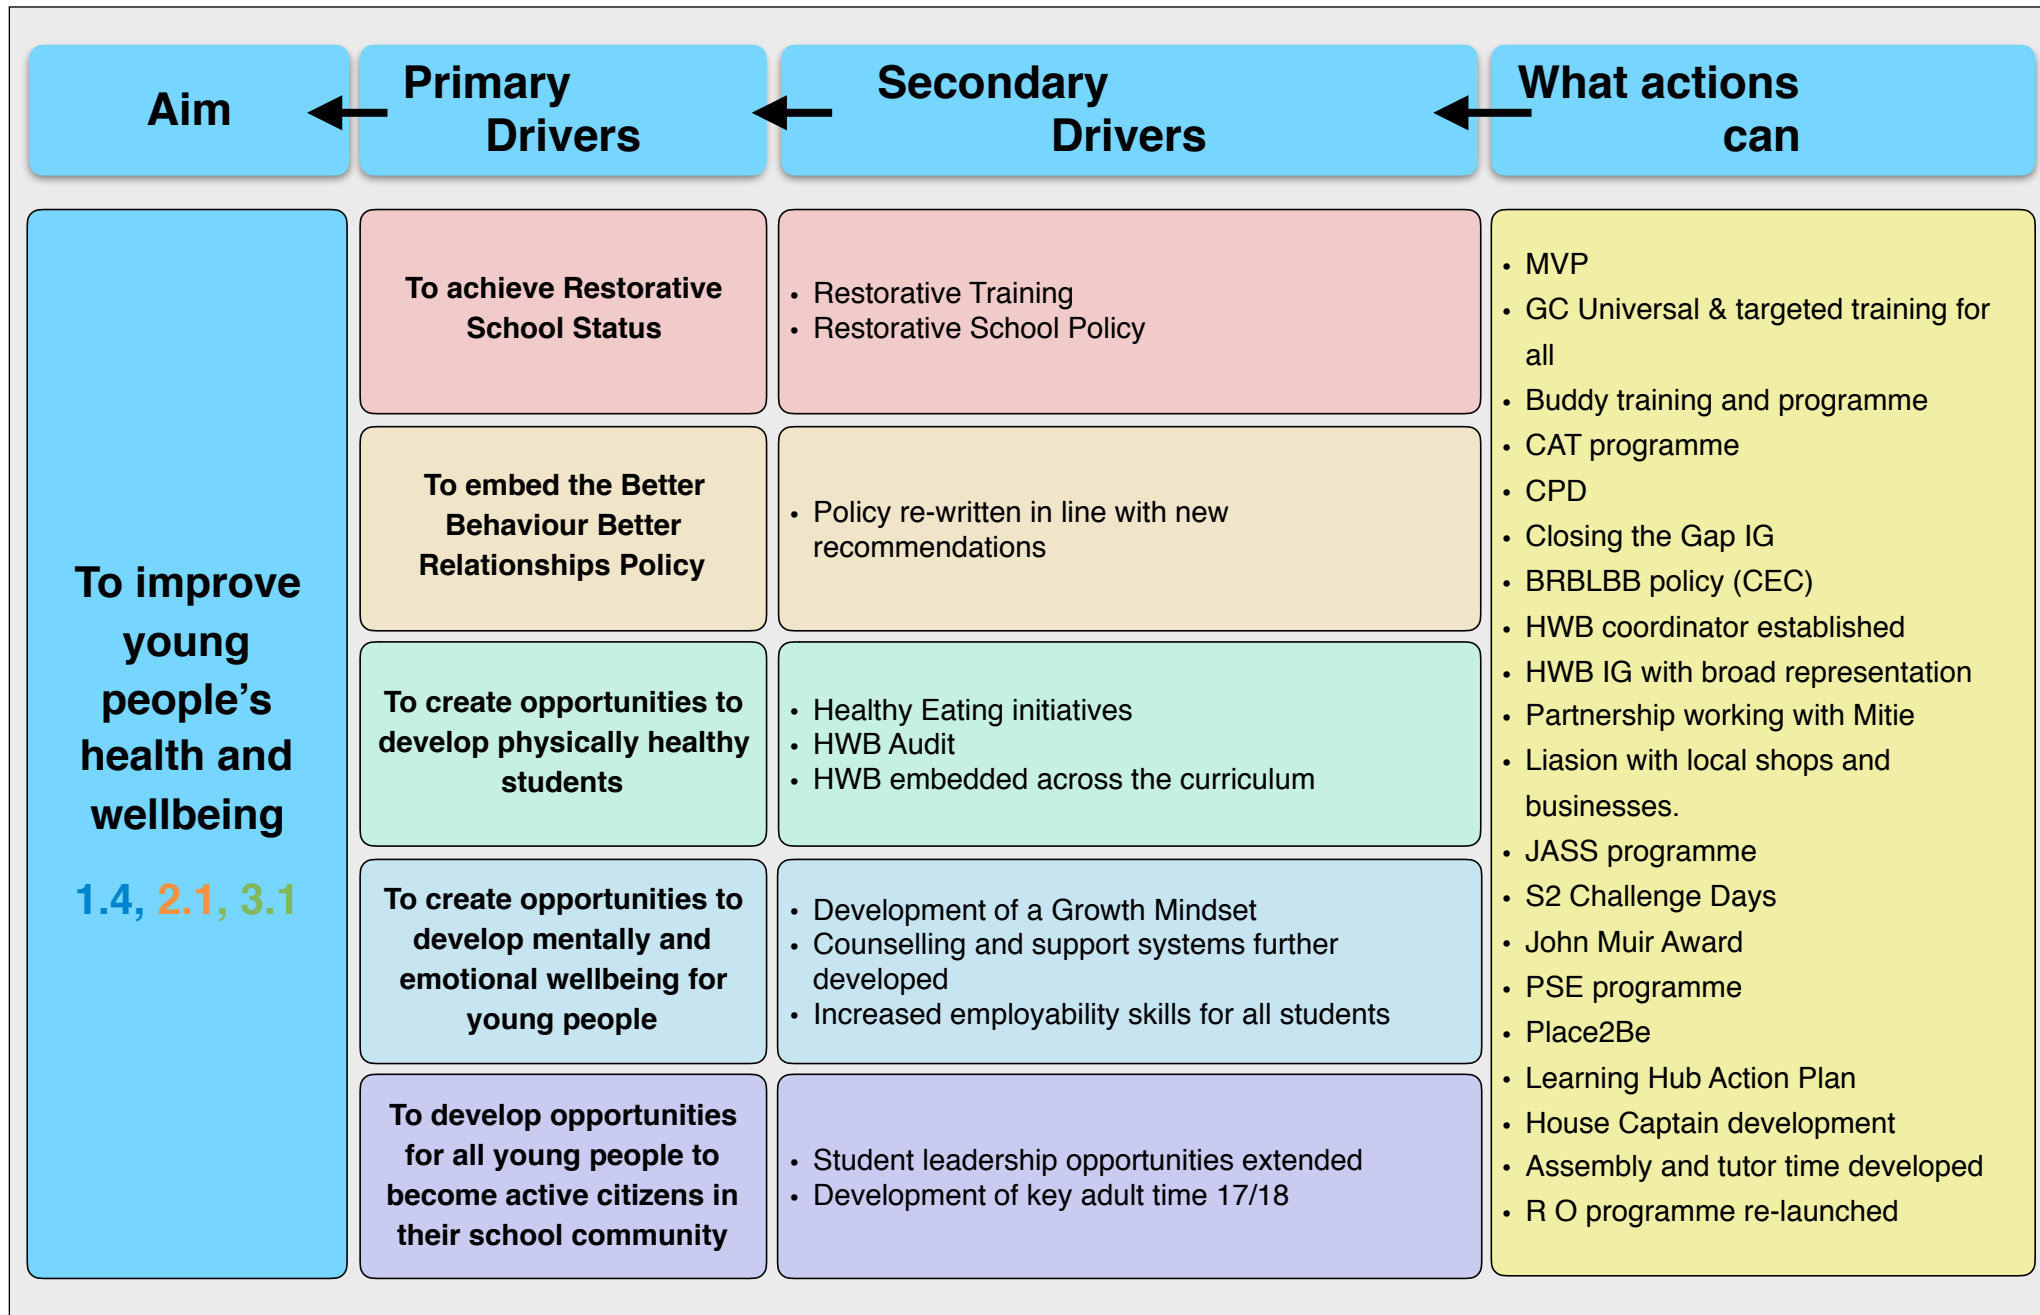 Aim
Primary
Drivers
Secondary
Drivers
What actions
can
To improve
young
people's
health and
wellbeing
1.4, 2.1, 3.1
To achieve Restorative
School Status
• Restorative Training
• Restorative School Policy
To embed the Better
Behaviour Better
Relationships Policy
• Policy re-written in line with new
recommendations
To create opportunities to
develop physically healthy
students
• Healthy Eating initiatives
• HWB Audit
• HWB embedded across the curriculum
To create opportunities to
develop mentally and
emotional wellbeing for
young people
• Development of a Growth Mindset
• Counselling and support systems further
developed
• Increased employability skills for all students
To develop opportunities
for all young people to
become active citizens in
their school community
• Student leadership opportunities extended
• Development of key adult time 17/18
• MVP
• GC Universal & targeted training for
all
• Buddy training and programme
• CAT programme
• CPD
• Closing the Gap IG
• BRBLBB policy (CEC)
• HWB coordinator established
• HWB IG with broad representation
• Partnership working with Mitie
• Liasion with local shops and
businesses.
• JASS programme
• S2 Challenge Days
• John Muir Award
• PSE programme
• Place2Be
• Learning Hub Action Plan
• House Captain development
• Assembly and tutor time developed
• R O programme re-launched